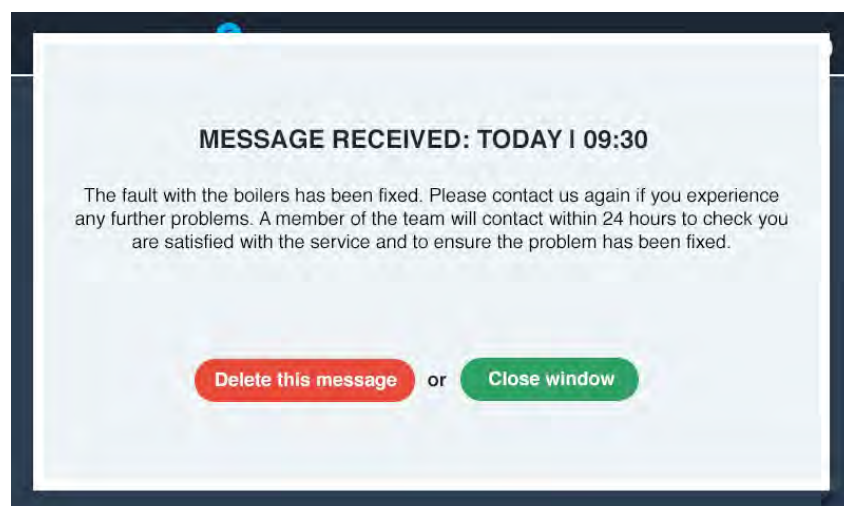 MESSAGE RECEIVED: TODAY | 09:30
The fault with the boilers has been fixed. Please contact us again if you experience
any further problems. A member of the team will contact within 24 hours to check you
are satisfied with the service and to ensure the problem has been fixed.
Delete this message or Close window